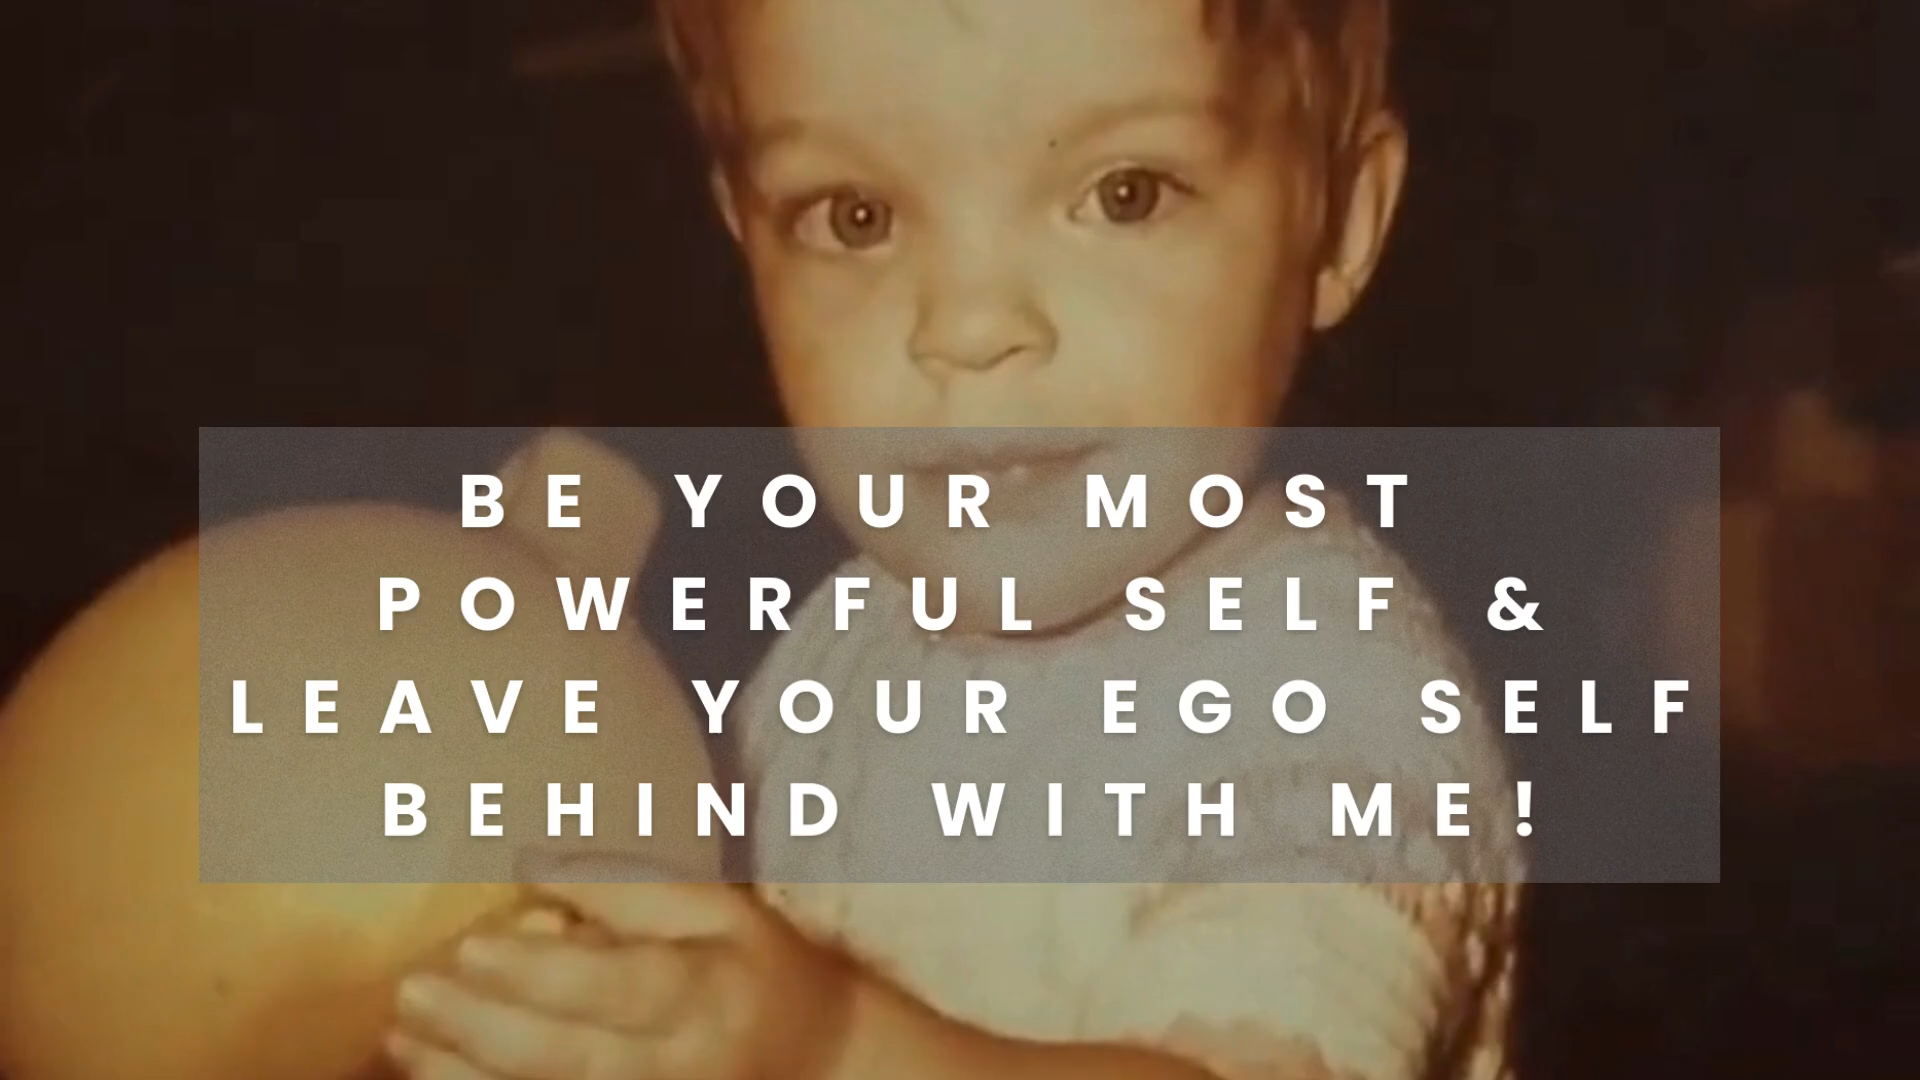 BE YOUR MOST
POWERFUL SELF &
LEAVE YOUR EGO SELF
BEHIND WITH ME!